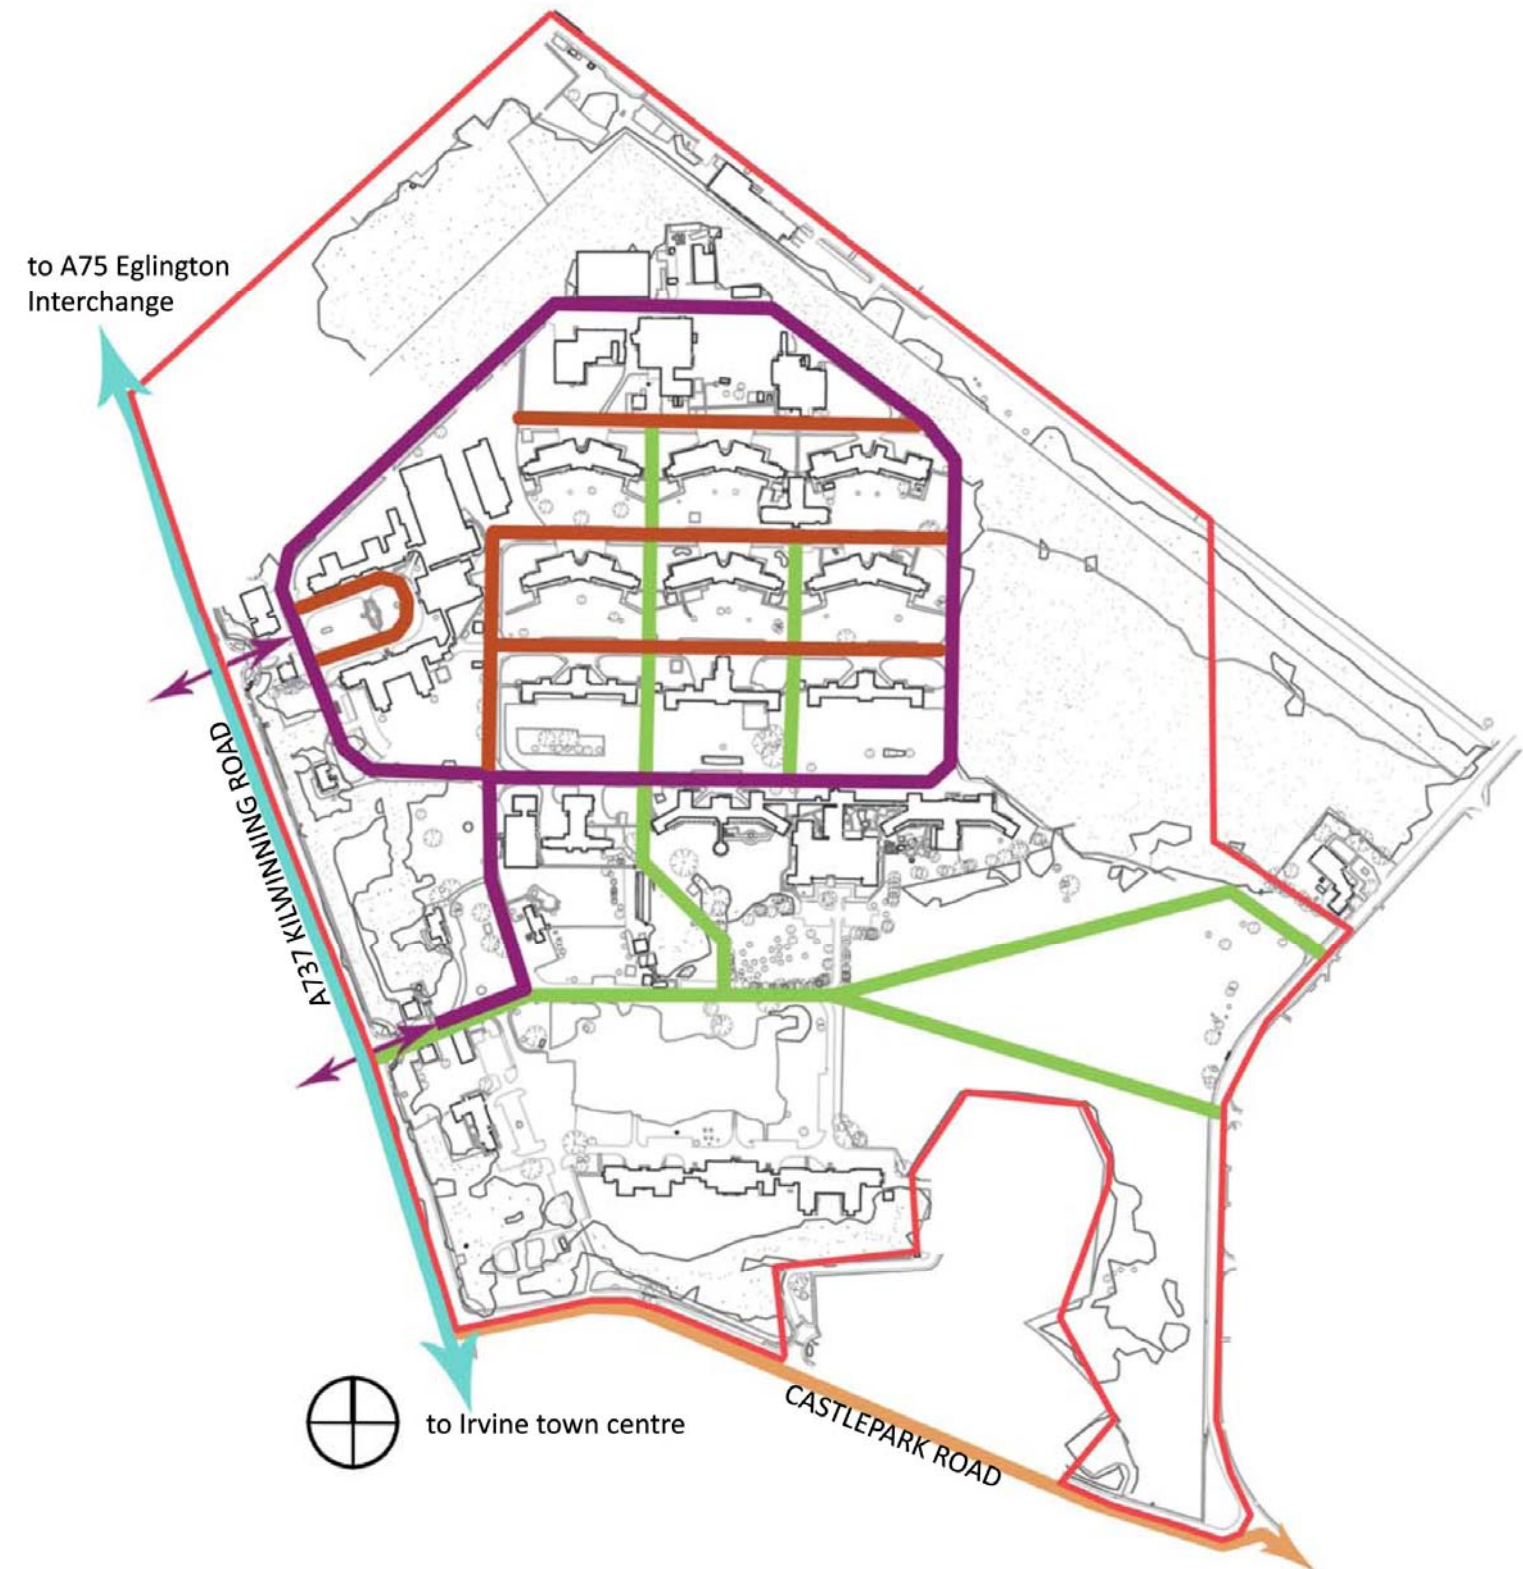 to A75 Eglington
Interchange
A737 KILWINNING ROAD
CASTLEPARK ROAD
to Irvine town centre